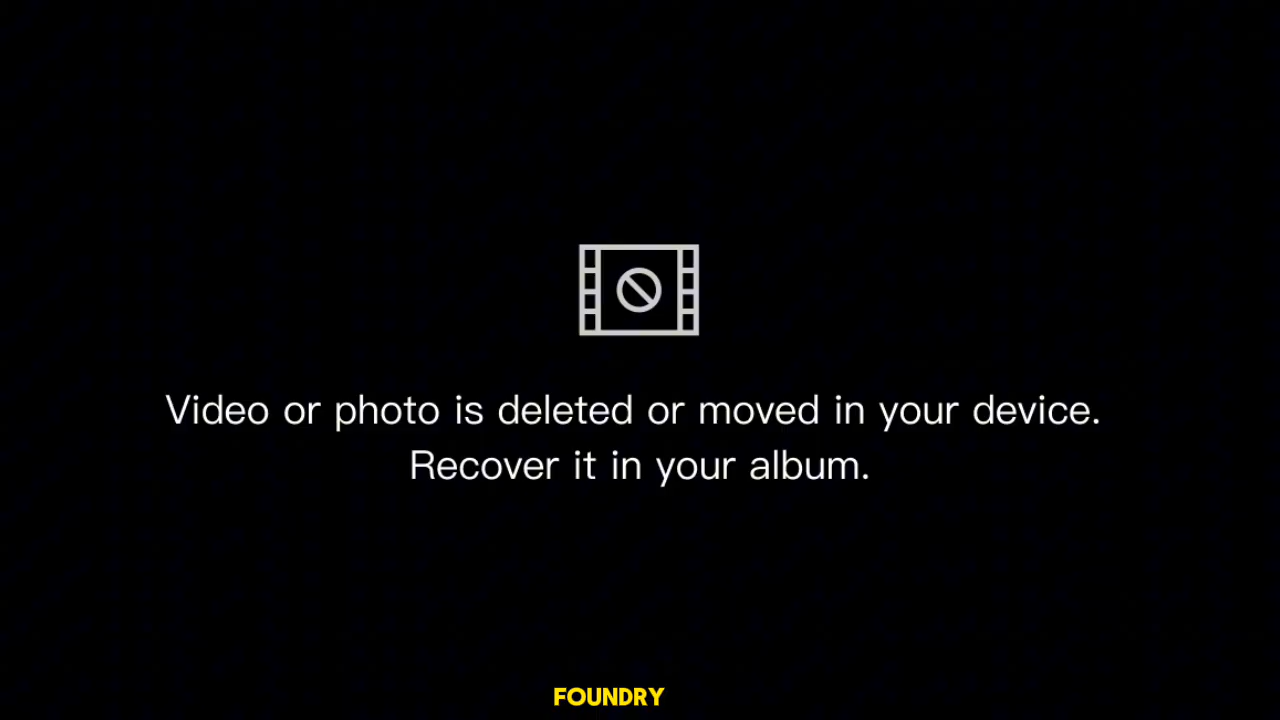 Video or photo is deleted or moved in your device.
Recover it in your album.
FOUNDRY